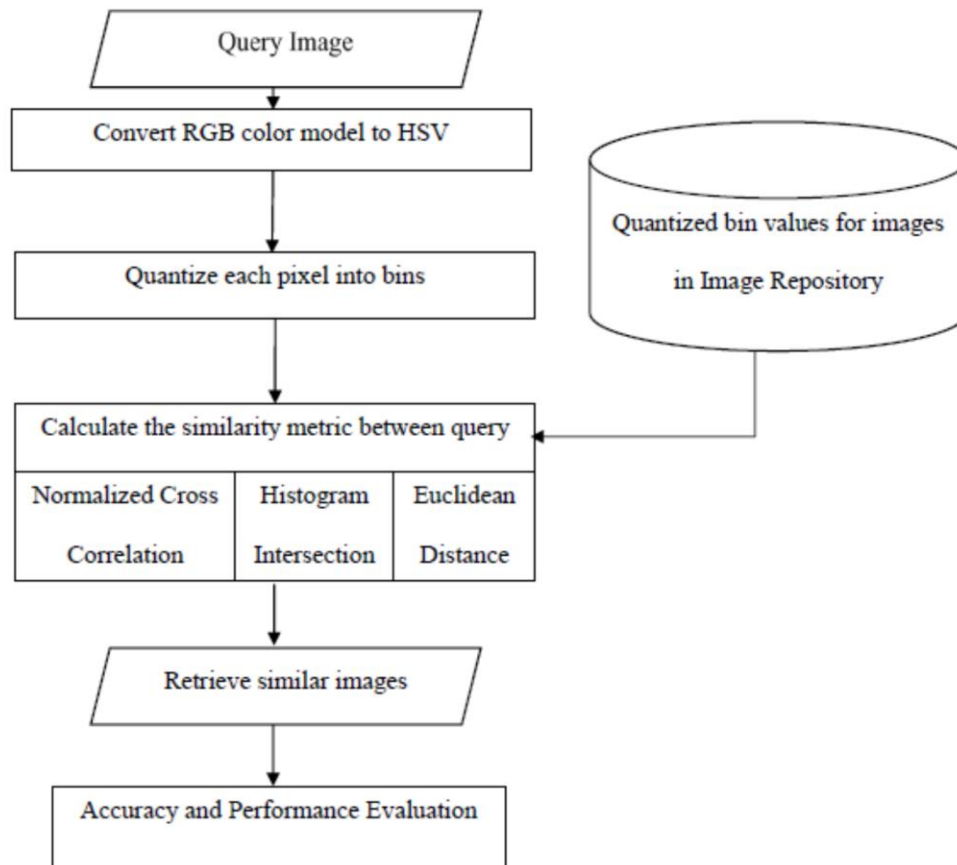 Query Image
Convert RGB color model to HSV
Quantize each pixel into bins
Quantized bin values for images
in Image Repository
Calculate the similarity metric between query
Normalized Cross
Correlation
Histogram
Intersection
Euclidean
Distance
Retrieve similar images
Accuracy and Performance Evaluation